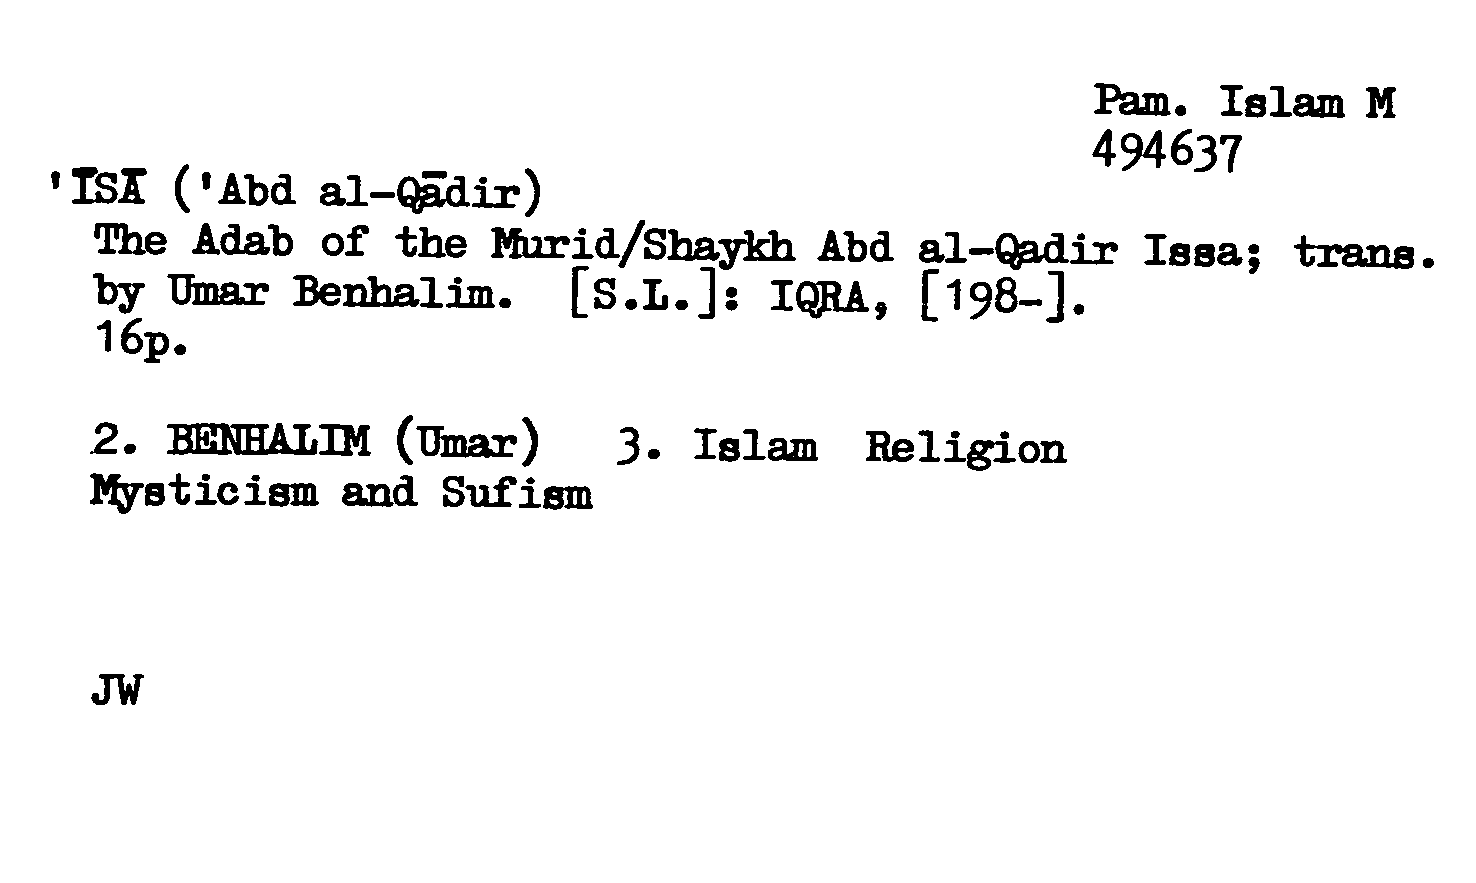 Pam. Islam M
494637
'ĪSĀ ('Abd al-Qādir)
The Adab of the Murid/Shaykh Abd al-Qadir Issa; trans.
by Umar Benhalim. [S.L.]: IQRA, [198-].
16p.
2. BENHALIM (Umar) 3. Islam Religion
Mysticism and Sufism
JW